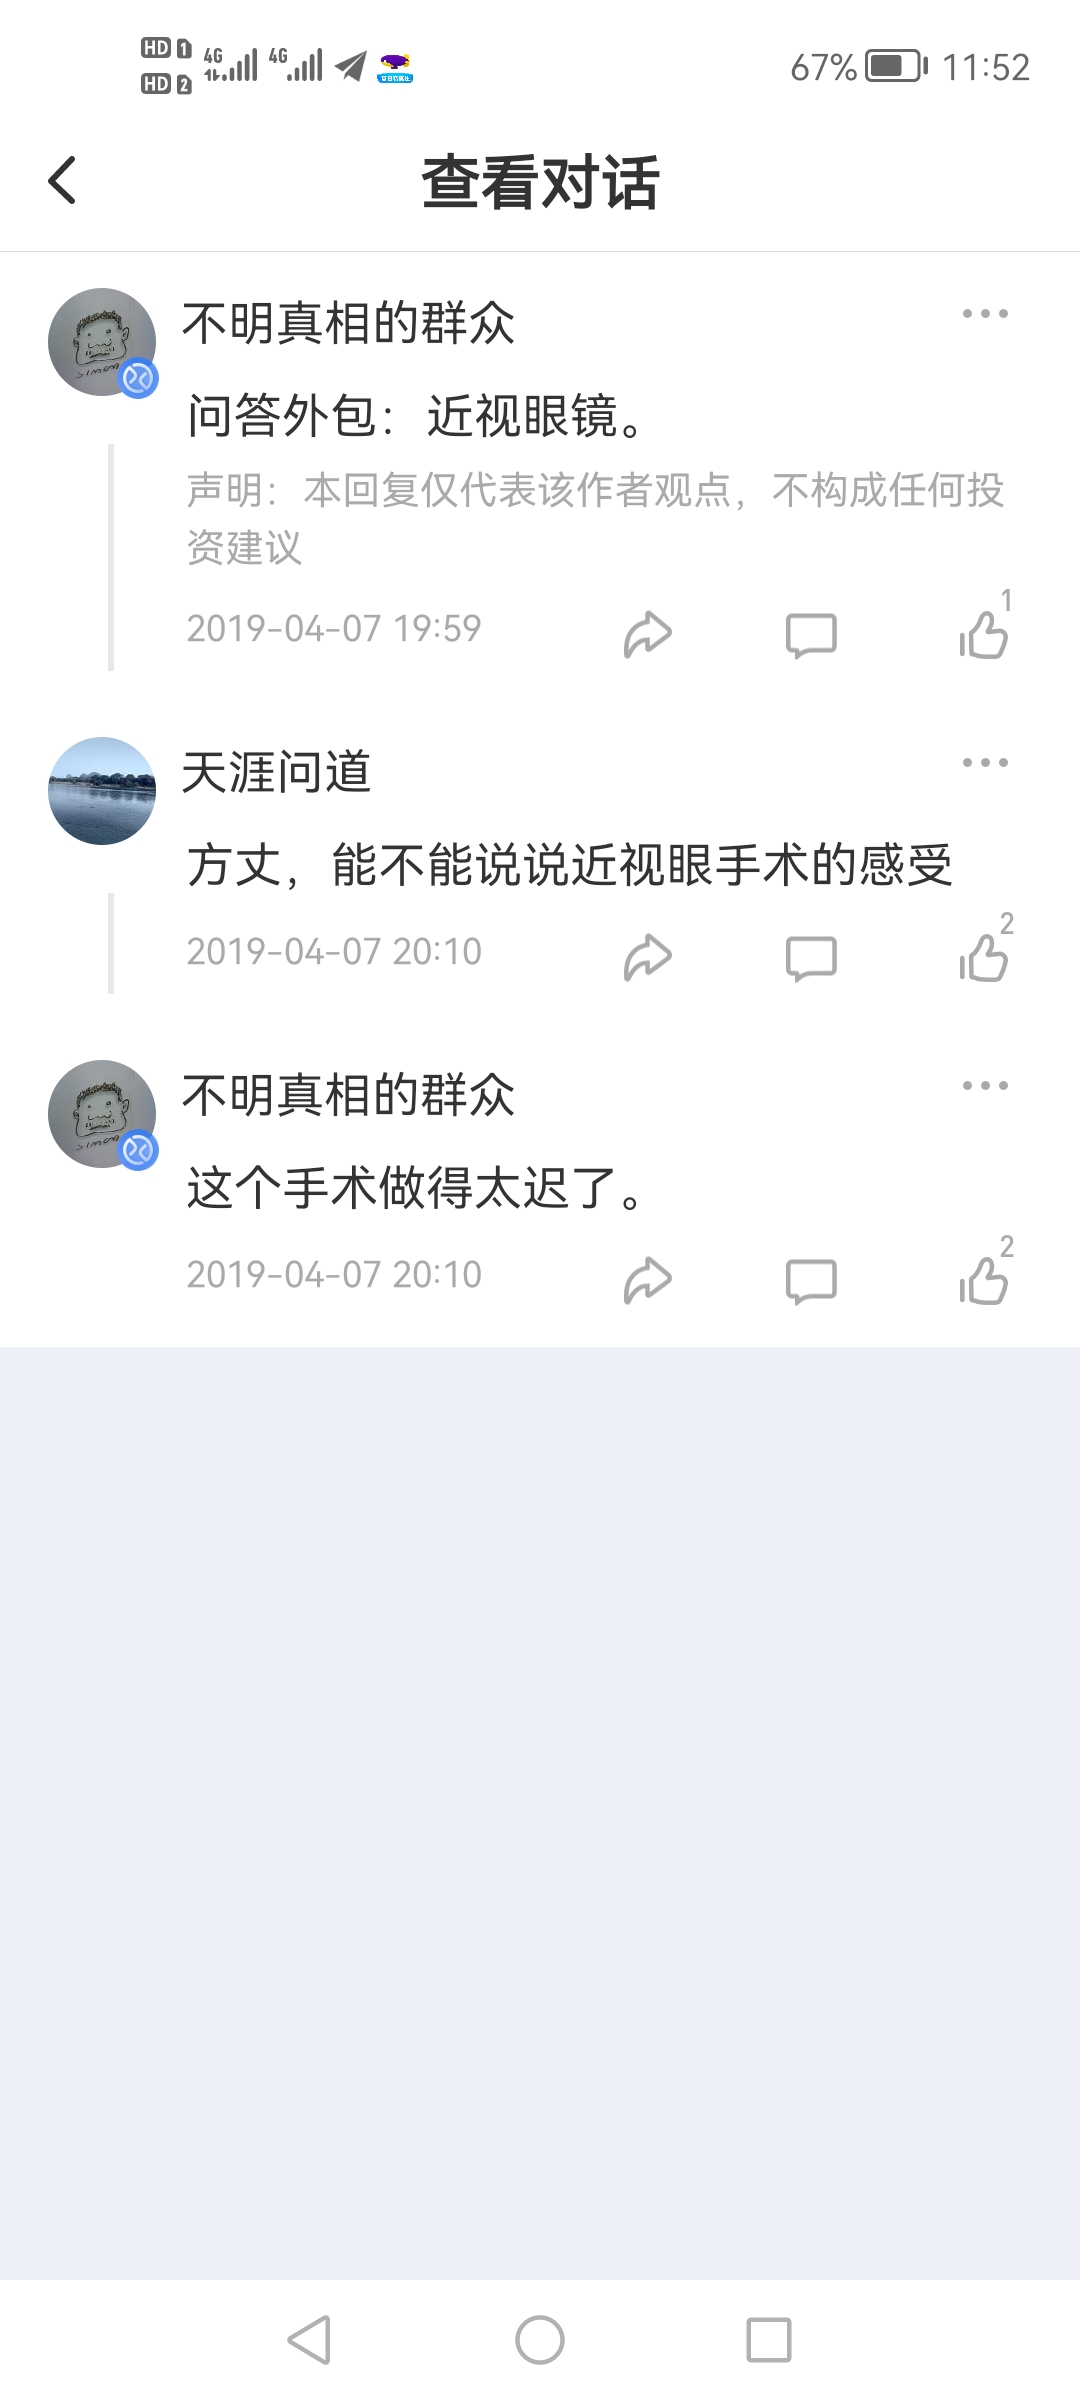 HD 1 4G 4G 67% 11:52
HD 2
查看对话
不明真相的群众
问答外包：近视眼镜。
声明：本回复仅代表该作者观点，不构成任何投
资建议
1
2019-04-07 19:59
天涯问道
方丈，能不能说说近视眼手术的感受
2
2019-04-07 20:10
不明真相的群众
这个手术做得太迟了。
2
2019-04-07 20:10